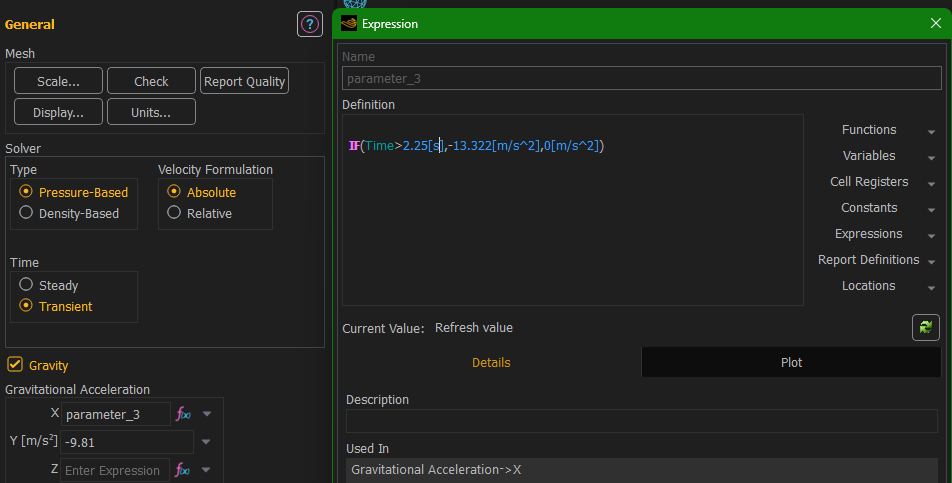 General
?
Mesh
Scale... Check Report Quality
Display... Units...
Solver
Type Velocity Formulation
Pressure-Based Absolute
Density-Based Relative
Time
Steady
Transient
Gravity
Gravitational Acceleration
X parameter_3 f(x)
Y [m/s²] -9.81
Z Enter Expression f(x)
Expression
Name
parameter_3
Definition
IF(Time>2.25[s],-13.322[m/s^2],0[m/s^2])
Functions
Variables
Cell Registers
Constants
Expressions
Report Definitions
Locations
Current Value: Refresh value
Details Plot
Description
Used In
Gravitational Acceleration->X